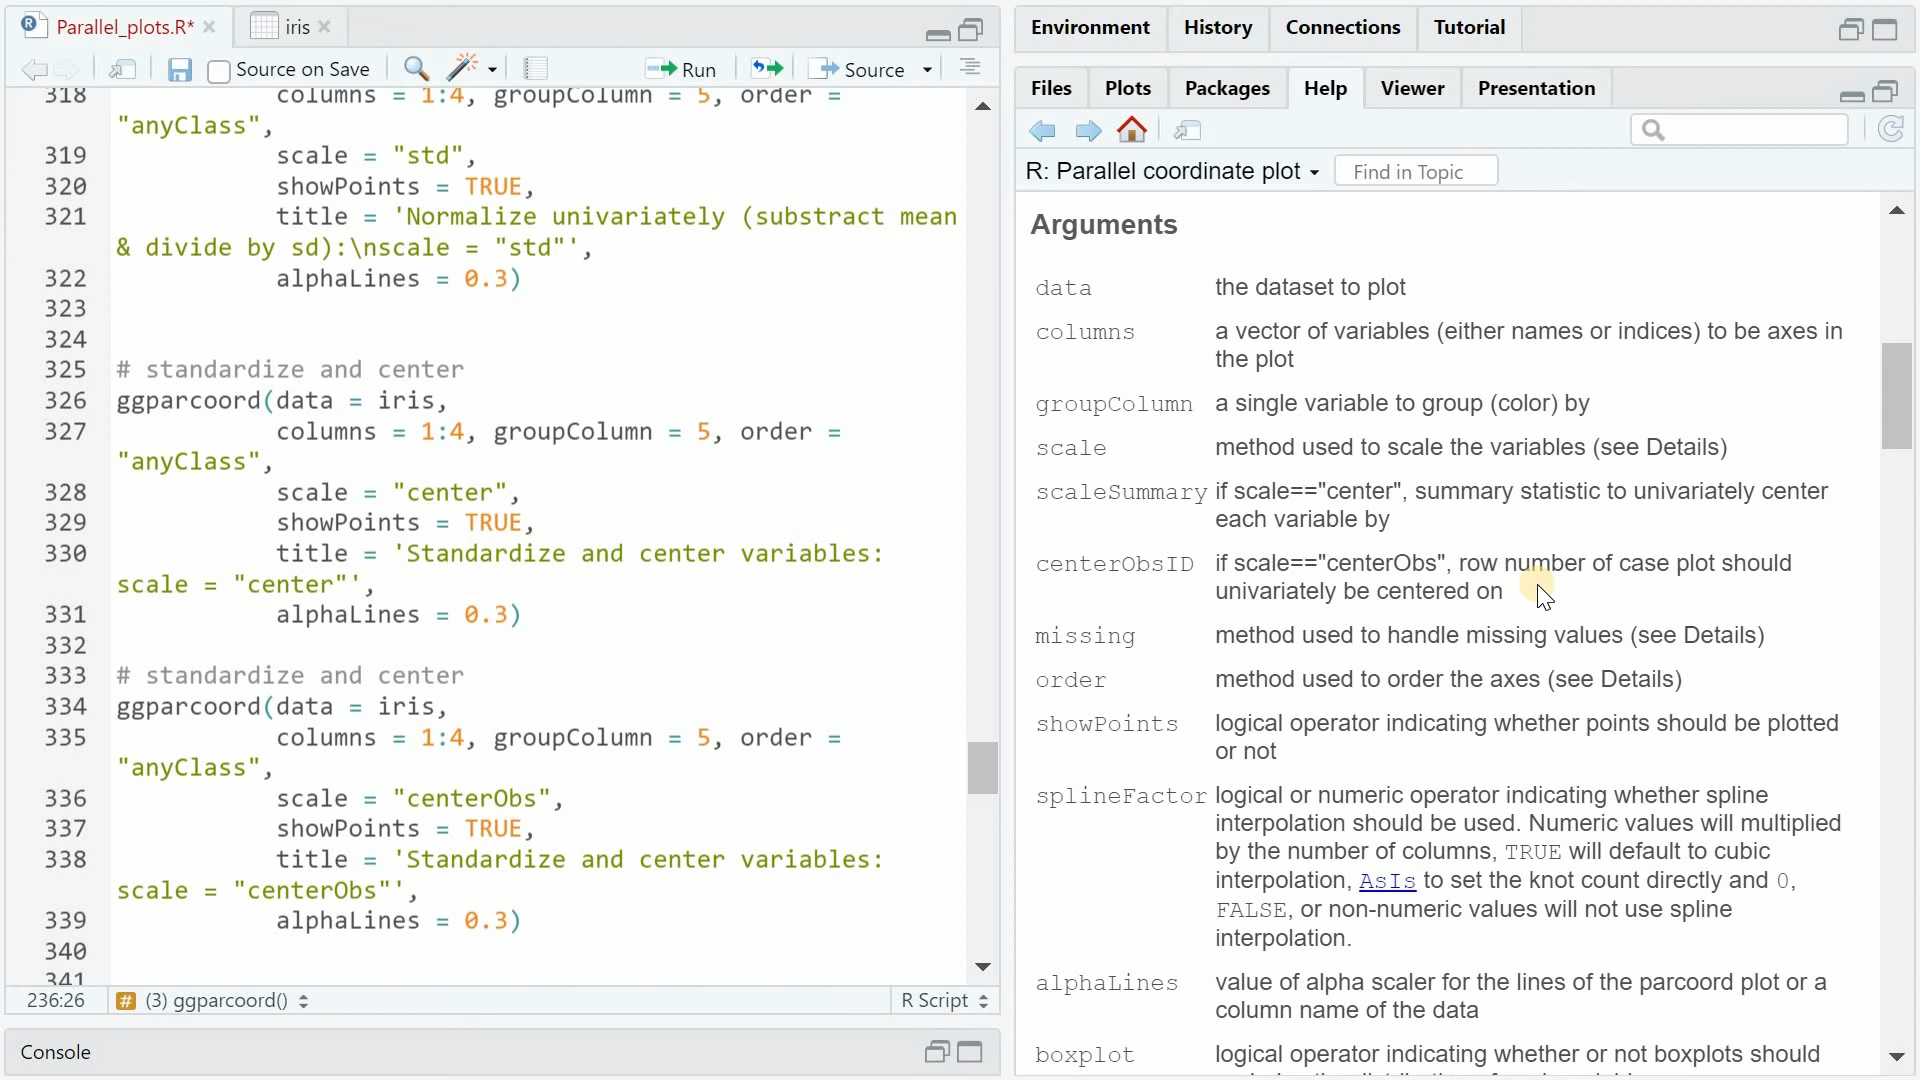 Parallel_plots.R*
iris
Source on Save
Run
Source
318 columns = 1:4, groupColumn = 5, order =
"anyClass",
319 scale = "std",
320 showPoints = TRUE,
321 title = 'Normalize univariately (substract mean
& divide by sd):\nscale = "std"',
322 alphaLines = 0.3)
323
324
325 # standardize and center
326 ggparcoord(data = iris,
327 columns = 1:4, groupColumn = 5, order =
"anyClass",
328 scale = "center",
329 showPoints = TRUE,
330 title = 'Standardize and center variables:
scale = "center"',
331 alphaLines = 0.3)
332
333 # standardize and center
334 ggparcoord(data = iris,
335 columns = 1:4, groupColumn = 5, order =
"anyClass",
336 scale = "centerObs",
337 showPoints = TRUE,
338 title = 'Standardize and center variables:
scale = "centerObs"',
339 alphaLines = 0.3)
340
341
236:26 # (3) ggparcoord() R Script
Console
Environment History Connections Tutorial
Files Plots Packages Help Viewer Presentation
R: Parallel coordinate plot Find in Topic
Arguments
data the dataset to plot
columns a vector of variables (either names or indices) to be axes in
the plot
groupColumn a single variable to group (color) by
scale method used to scale the variables (see Details)
scaleSummary if scale=="center", summary statistic to univariately center
each variable by
centerObsID if scale=="centerObs", row number of case plot should
univariately be centered on
missing method used to handle missing values (see Details)
order method used to order the axes (see Details)
showPoints logical operator indicating whether points should be plotted
or not
splineFactor logical or numeric operator indicating whether spline
interpolation should be used. Numeric values will multiplied
by the number of columns, TRUE will default to cubic
interpolation, AsIs to set the knot count directly and 0,
FALSE, or non-numeric values will not use spline
interpolation.
alphaLines value of alpha scaler for the lines of the parcoord plot or a
column name of the data
boxplot logical operator indicating whether or not boxplots should